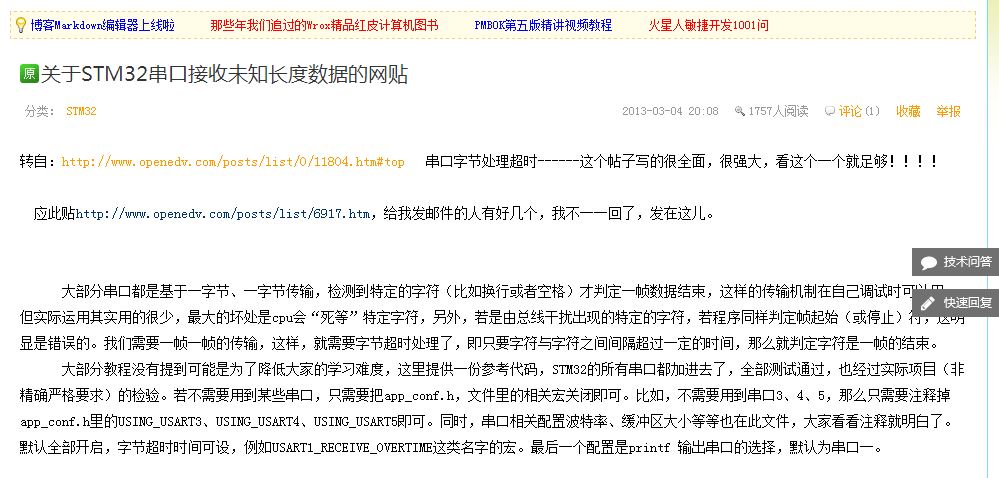 博客Markdown编辑器上线啦 那些年我们追过的Wrox精品红皮计算机图书 PMBOK第五版精讲视频教程 火星人敏捷开发1001问
原 关于STM32串口接收未知长度数据的网贴
分类： STM32 2013-03-04 20:08 1757人阅读 评论(1) 收藏 举报
转自：http://www.openedv.com/posts/list/0/11804.htm#top 串口字节处理超时------这个帖子写的很全面，很强大，看这个一个就足够！！！！
应此贴http://www.openedv.com/posts/list/6917.htm，给我发邮件的人有好几个，我不一一回了，发在这儿。
技术问答
大部分串口都是基于一字节、一字节传输，检测到特定的字符（比如换行或者空格）才判定一帧数据结束，这样的传输机制在自己调试时可
快速回复
但实际运用其实用的很少，最大的坏处是cpu会“死等”特定字符，另外，若是由总线干扰出现的特定的字符，若程序同样判定帧起始（或停止）符，这明
显是错误的。我们需要一帧一帧的传输，这样，就需要字节超时处理了，即只要字符与字符之间间隔超过一定的时间，那么就判定字符是一帧的结束。
大部分教程没有提到可能是为了降低大家的学习难度，这里提供一份参考代码，STM32的所有串口都加进去了，全部测试通过，也经过实际项目（非
精确严格要求）的检验。若不需要用到某些串口，只需要把app_conf.h，文件里的相关宏关闭即可。比如，不需要用到串口3、4、5，那么只需要注释掉
app_conf.h里的USING_USART3、USING_USART4、USING_USART5即可。同时，串口相关配置波特率、缓冲区大小等等也在此文件，大家看看注释就明白了。
默认全部开启，字节超时时间可设，例如USART1_RECEIVE_OVERTIME这类名字的宏。最后一个配置是printf 输出串口的选择，默认为串口一。